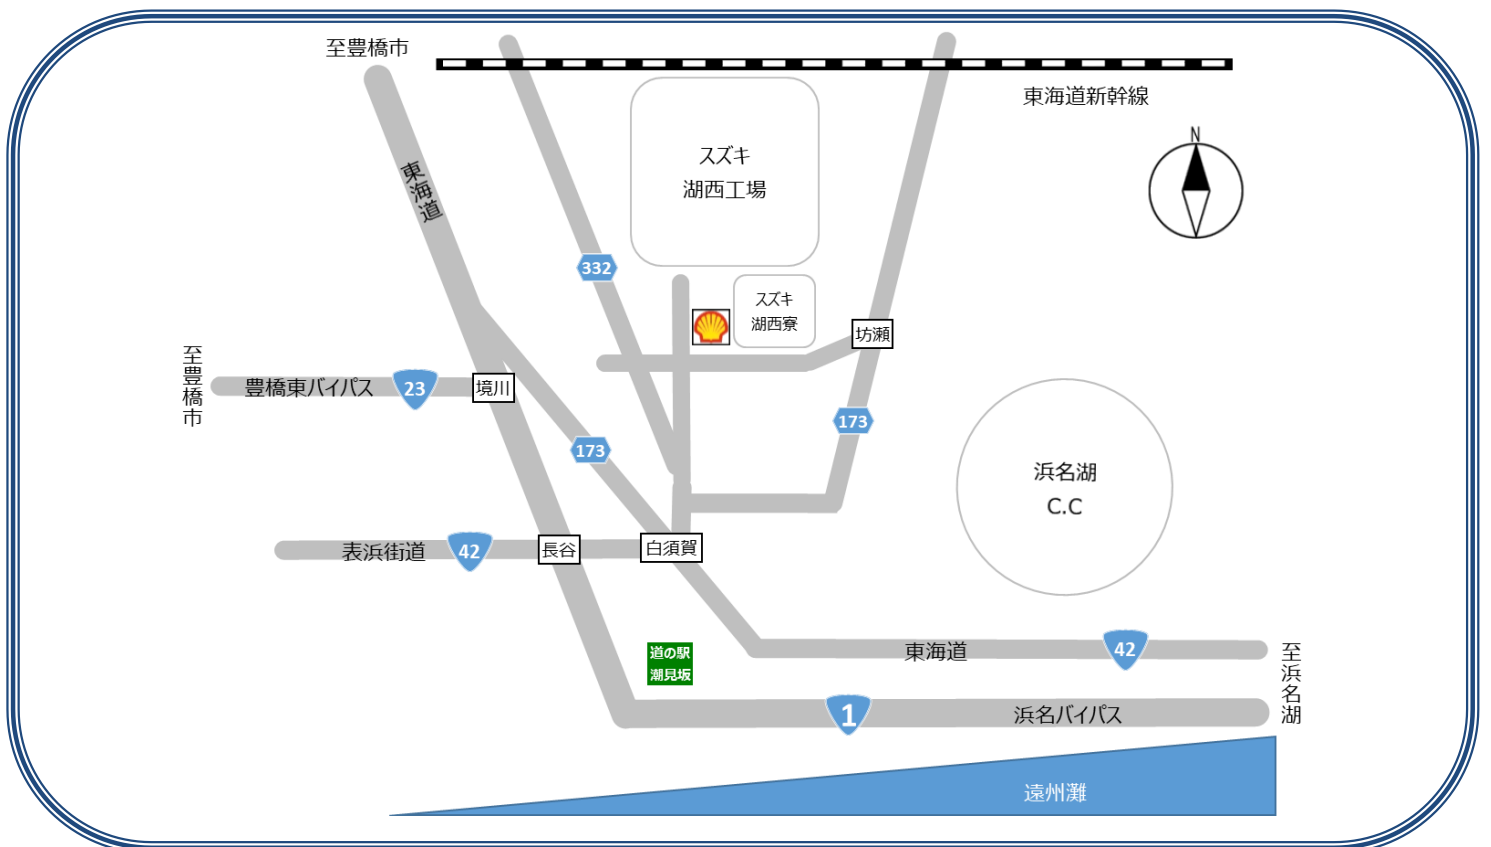 至豊橋市
東海道新幹線
N
スズキ
湖西工場
東海道
332
スズキ
湖西寮
坊瀬
至豊橋市
豊橋東バイパス
23
境川
173
173
浜名湖
C.C
表浜街道
42
長谷
白須賀
道の駅
潮見坂
東海道
42
至浜名湖
1
浜名バイパス
遠州灘